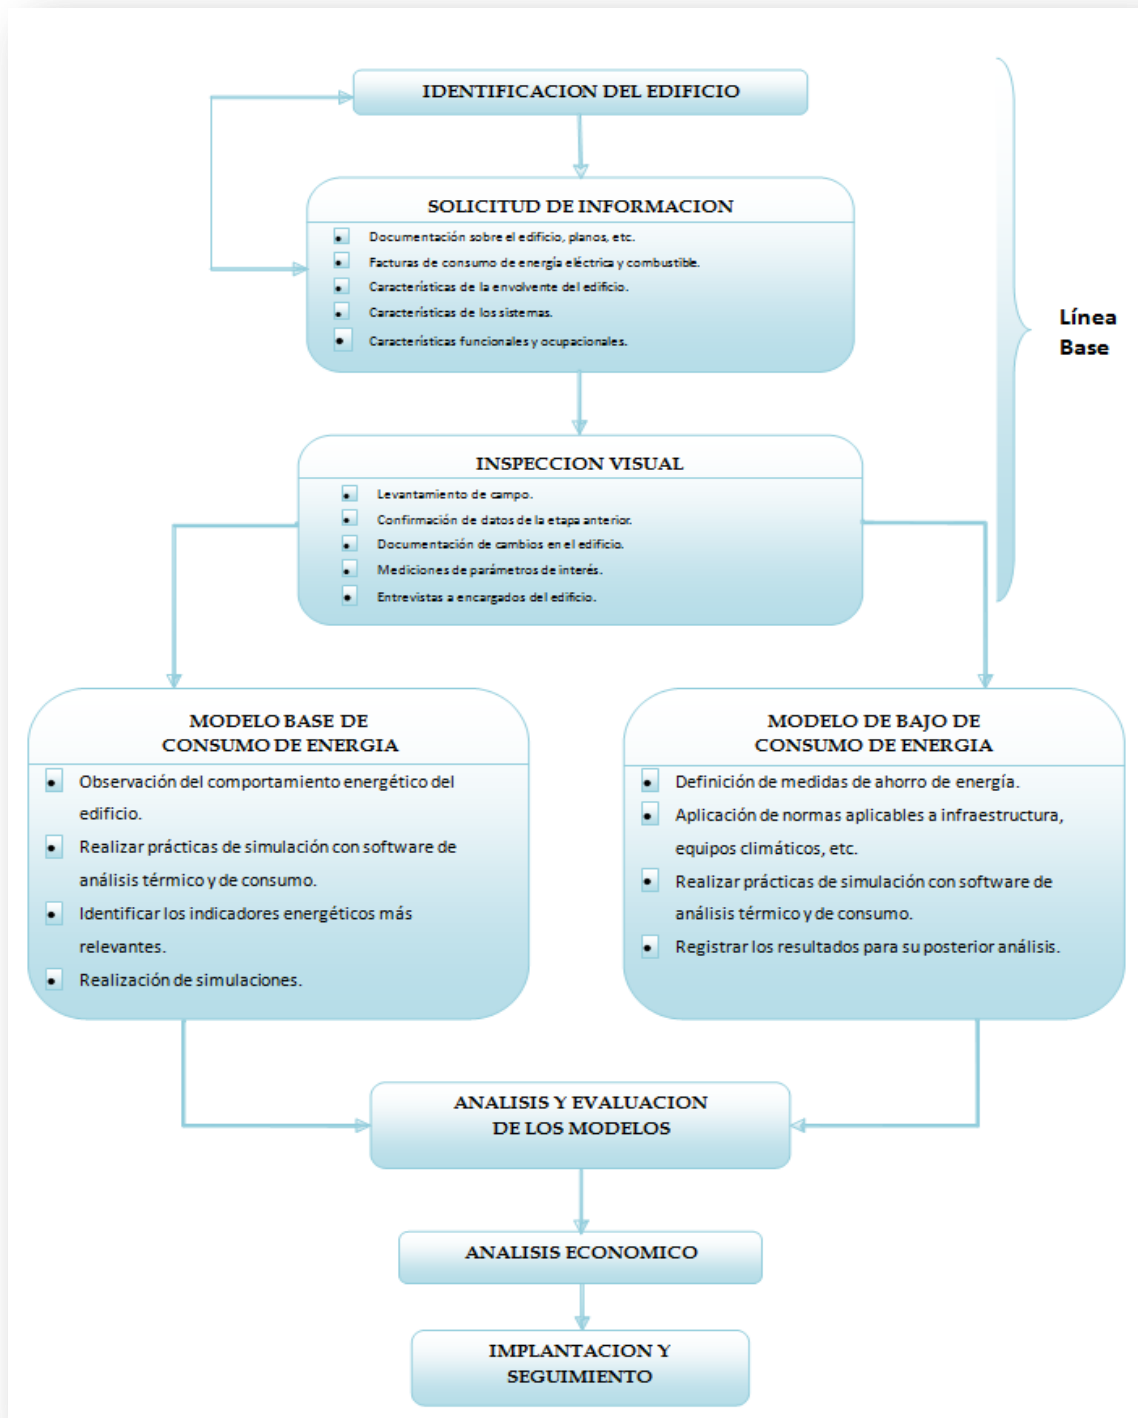 IDENTIFICACION DEL EDIFICIO
SOLICITUD DE INFORMACION
Documentación sobre el edificio, planos, etc.
Facturas de consumo de energía eléctrica y combustible.
Características de la envolvente del edificio.
Características de los sistemas.
Características funcionales y ocupacionales.
Línea
Base
INSPECCION VISUAL
Levantamiento de campo.
Confirmación de datos de la etapa anterior.
Documentación de cambios en el edificio.
Mediciones de parámetros de interés.
Entrevistas a encargados del edificio.
MODELO BASE DE
CONSUMO DE ENERGIA
Observación del comportamiento energético del
edificio.
Realizar prácticas de simulación con software de
análisis térmico y de consumo.
Identificar los indicadores energéticos más
relevantes.
Realización de simulaciones.
MODELO DE BAJO DE
CONSUMO DE ENERGIA
Definición de medidas de ahorro de energía.
Aplicación de normas aplicables a infraestructura,
equipos climáticos, etc.
Realizar prácticas de simulación con software de
análisis térmico y de consumo.
Registrar los resultados para su posterior análisis.
ANALISIS Y EVALUACION
DE LOS MODELOS
ANALISIS ECONOMICO
IMPLANTACION Y
SEGUIMIENTO